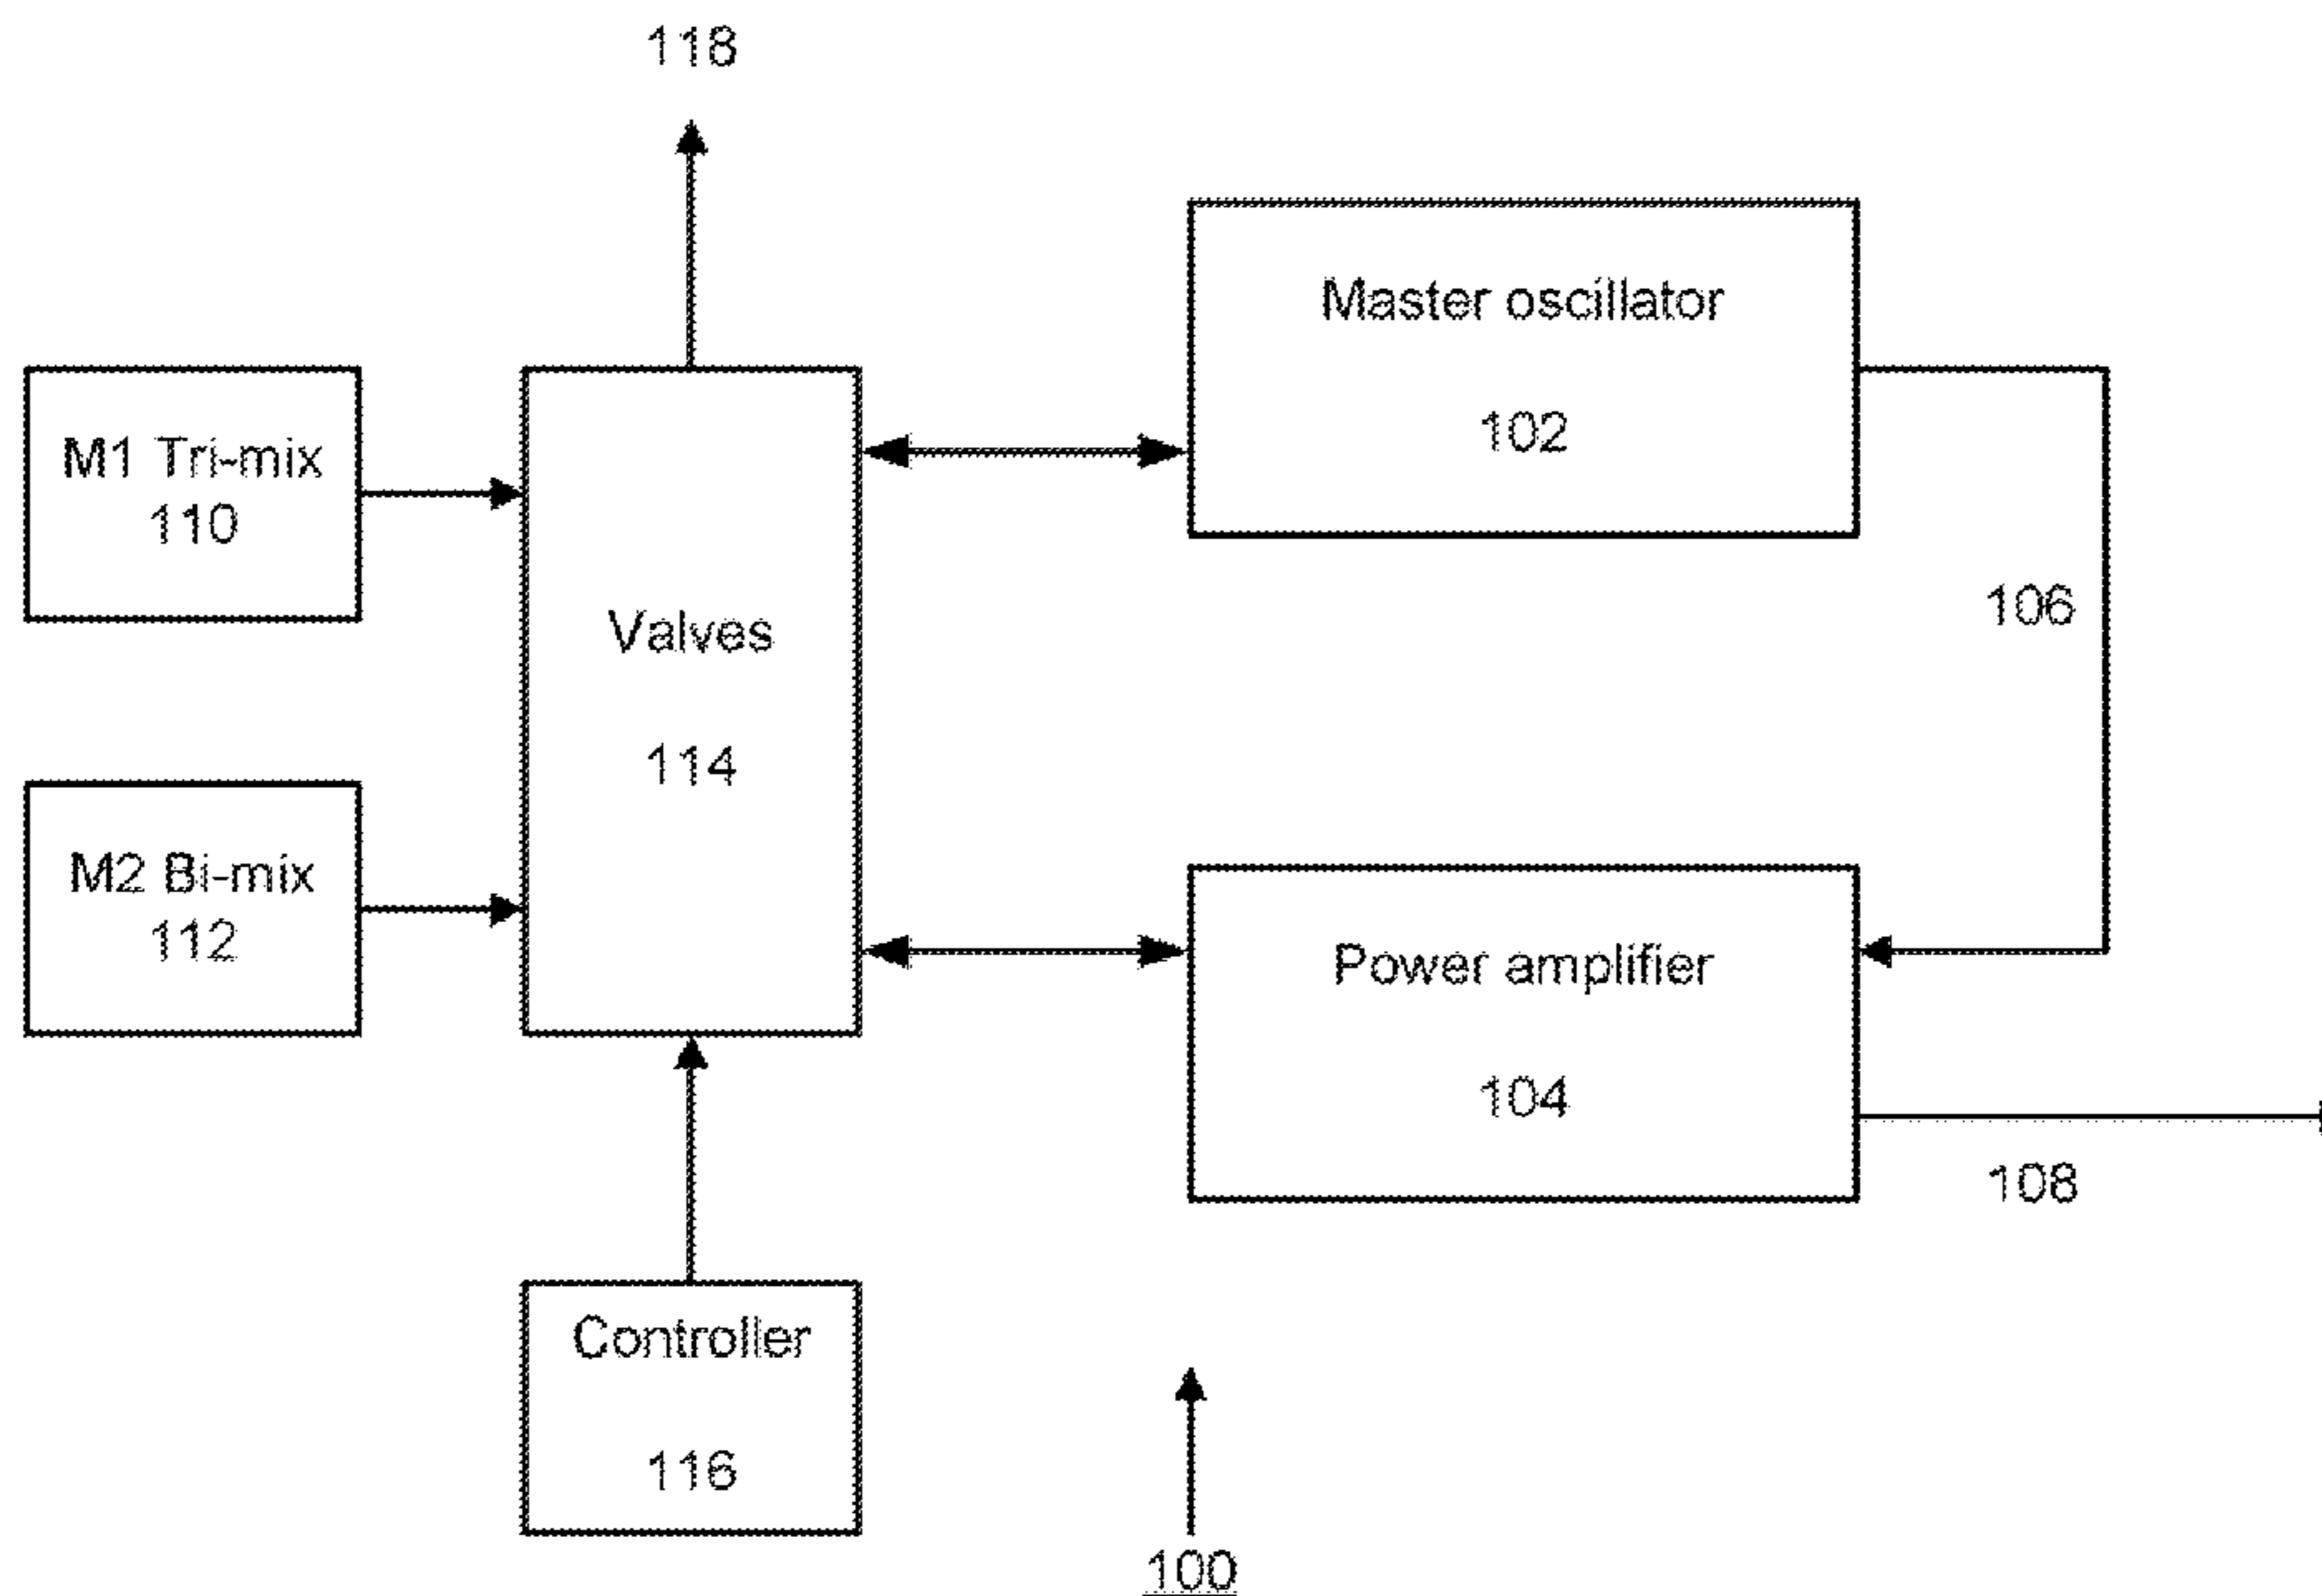 118
Master oscillator
102
M1 Tri-mix
110
106
Valves
114
M2 Bi-mix
112
Power amplifier
104
108
Controller
116
100